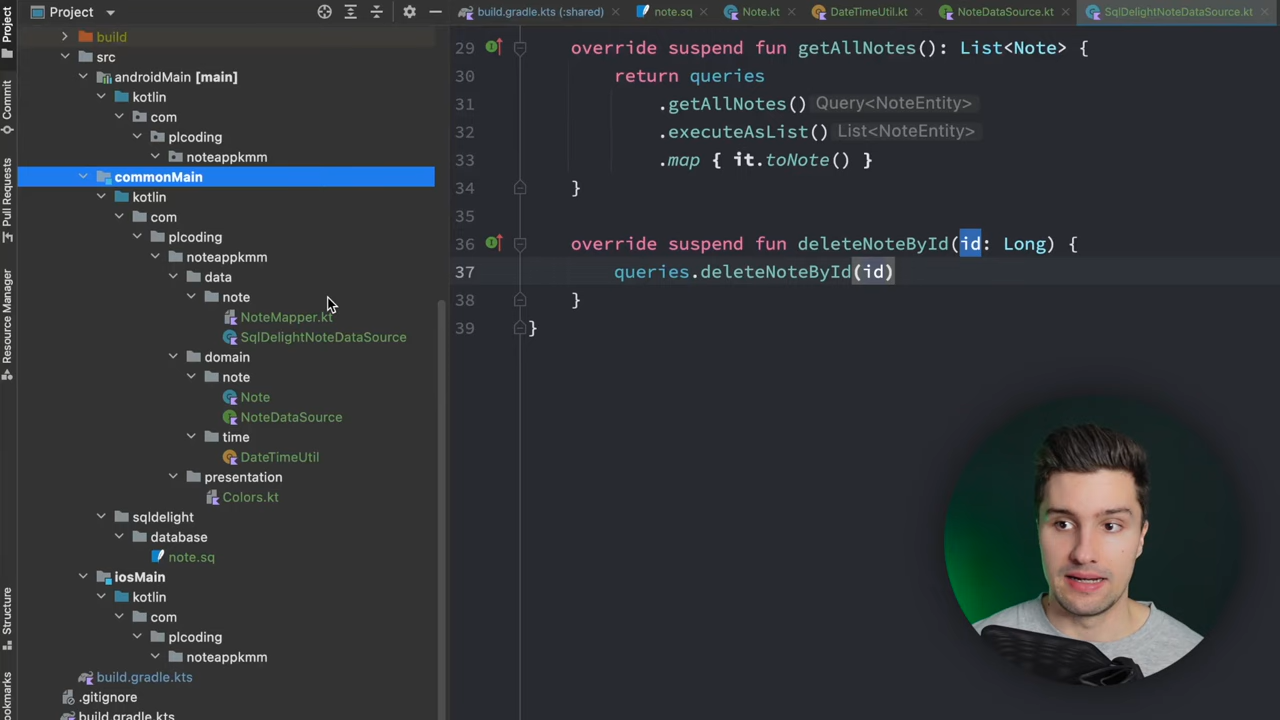 Project
build.gradle.kts (:shared)
note.sq
Note.kt
DateTimeUtil.kt
NoteDataSource.kt
SqlDelightNoteDataSource.kt
Project
Commit
Pull Requests
Resource Manager
Structure
build
src
androidMain [main]
kotlin
com
plcoding
noteappkmm
commonMain
kotlin
com
plcoding
noteappkmm
data
note
NoteMapper.kt
SqlDelightNoteDataSource
domain
note
Note
NoteDataSource
time
DateTimeUtil
presentation
Colors.kt
sqldelight
database
note.sq
iosMain
kotlin
com
plcoding
noteappkmm
build.gradle.kts
.gitignore
build.gradle.kts
29 override suspend fun getAllNotes(): List<Note> {
30 return queries
31 .getAllNotes() Query<NoteEntity>
32 .executeAsList() List<NoteEntity>
33 .map { it.toNote() }
34 }
35
36 override suspend fun deleteNoteById(id: Long) {
37 queries.deleteNoteById(id)
38 }
39 }